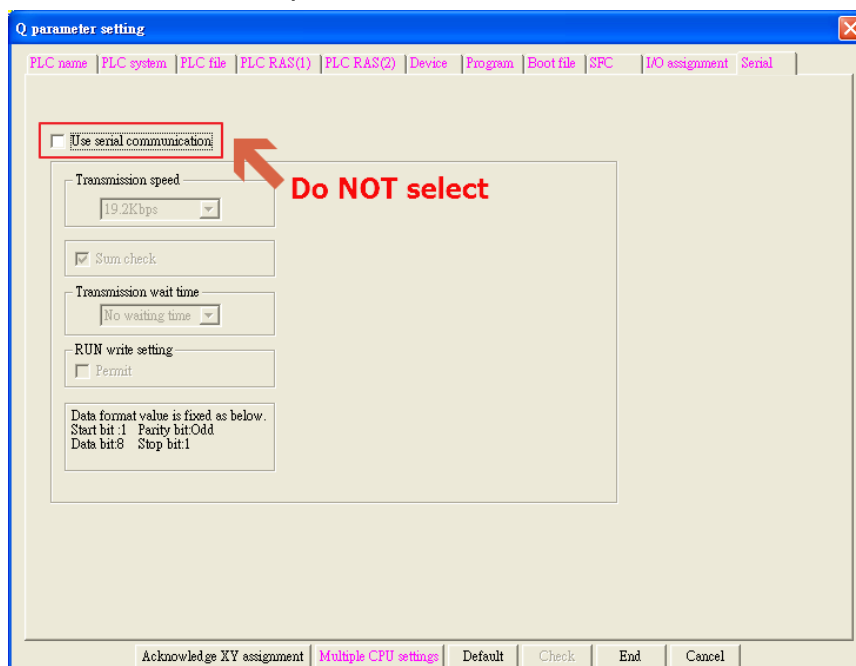 Q parameter setting
PLC name PLC system PLC file PLC RAS(1) PLC RAS(2) Device Program Boot file SFC I/O assignment Serial
Use serial communication
Do NOT select
Transmission speed
19.2Kbps
Sum check
Transmission wait time
No waiting time
RUN write setting
Permit
Data format value is fixed as below.
Start bit :1 Parity bit:Odd
Data bit:8 Stop bit:1
Acknowledge XY assignment Multiple CPU settings Default Check End Cancel